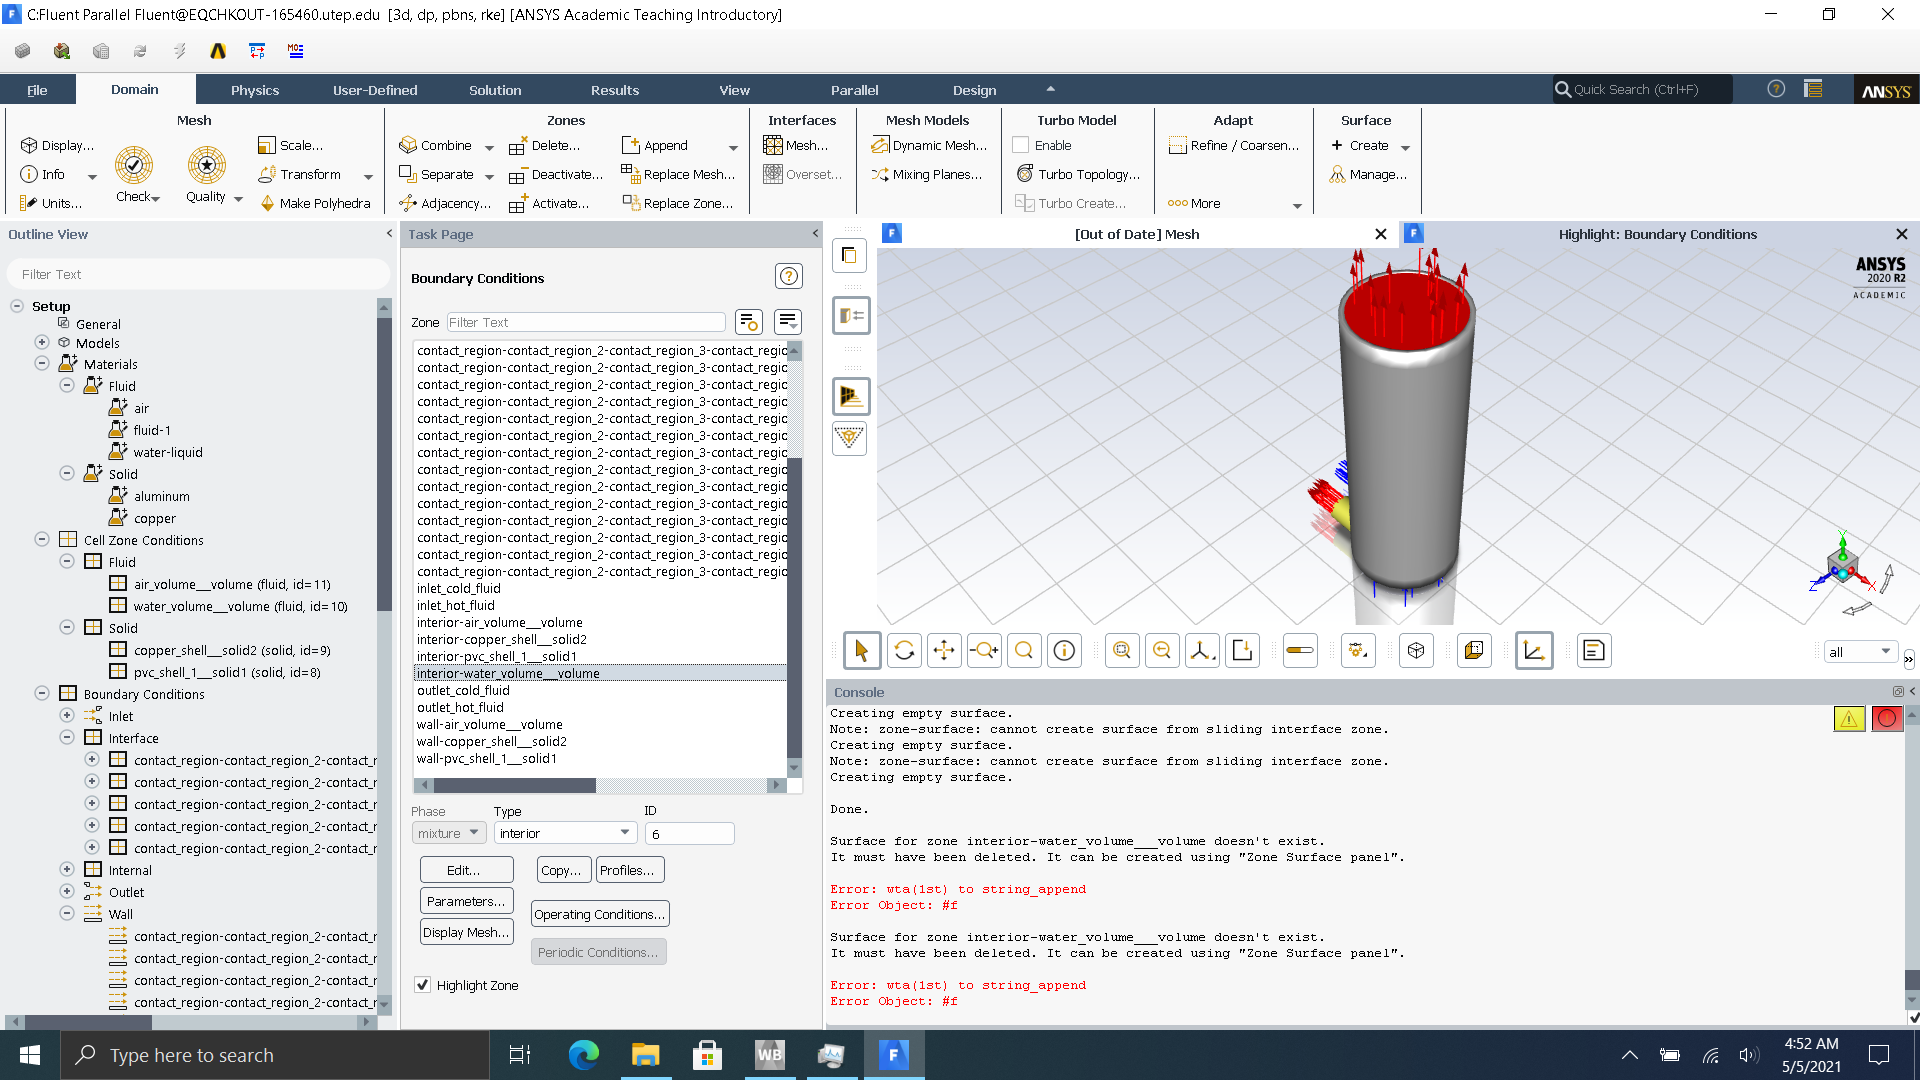 C:Fluent Parallel Fluent@EQCHKOUT-165460.utep.edu [3d, dp, pbns, rke] [ANSYS Academic Teaching Introductory]
File Domain Physics User-Defined Solution Results View Parallel Design Quick Search (Ctrl+F) ANSYS
Mesh Zones Interfaces Mesh Models Turbo Model Adapt Surface
Display... Scale... Combine Delete... Append Mesh... Dynamic Mesh... Enable Refine / Coarsen... Create
Info Transform Separate Deactivate... Replace Mesh... Overset... Mixing Planes... Turbo Topology... Manage...
Check Quality
Units... Make Polyhedra Adjacency... Activate... Replace Zone... Turbo Create... More
Outline View
Filter Text
Setup
General
Models
Materials
Fluid
air
fluid-1
water-liquid
Solid
aluminum
copper
Cell Zone Conditions
Fluid
air_volume__volume (fluid, id=11)
water_volume__volume (fluid, id=10)
Solid
copper_shell__solid2 (solid, id=9)
pvc_shell_1__solid1 (solid, id=8)
Boundary Conditions
Inlet
Interface
contact_region-contact_region_2-contact_r
contact_region-contact_region_2-contact_r
contact_region-contact_region_2-contact_r
contact_region-contact_region_2-contact_r
contact_region-contact_region_2-contact_r
Internal
Outlet
Wall
contact_region-contact_region_2-contact_r
contact_region-contact_region_2-contact_r
contact_region-contact_region_2-contact_r
contact_region-contact_region_2-contact_r
Task Page
Boundary Conditions
Zone Filter Text
contact_region-contact_region_2-contact_region_3-contact_regio
contact_region-contact_region_2-contact_region_3-contact_regio
contact_region-contact_region_2-contact_region_3-contact_regio
contact_region-contact_region_2-contact_region_3-contact_regio
contact_region-contact_region_2-contact_region_3-contact_regio
contact_region-contact_region_2-contact_region_3-contact_regio
contact_region-contact_region_2-contact_region_3-contact_regio
contact_region-contact_region_2-contact_region_3-contact_regio
contact_region-contact_region_2-contact_region_3-contact_regio
contact_region-contact_region_2-contact_region_3-contact_regio
contact_region-contact_region_2-contact_region_3-contact_regio
contact_region-contact_region_2-contact_region_3-contact_regio
contact_region-contact_region_2-contact_region_3-contact_regio
contact_region-contact_region_2-contact_region_3-contact_regio
inlet_cold_fluid
inlet_hot_fluid
interior-air_volume__volume
interior-copper_shell__solid2
interior-pvc_shell_1__solid1
interior-water_volume__volume
outlet_cold_fluid
outlet_hot_fluid
wall-air_volume__volume
wall-copper_shell__solid2
wall-pvc_shell_1__solid1
Phase Type ID
mixture interior 6
Edit... Copy... Profiles...
Parameters... Operating Conditions...
Display Mesh... Periodic Conditions...
Highlight Zone
[Out of Date] Mesh
Highlight: Boundary Conditions
ANSYS
2020 R2
ACADEMIC
Y
Z X
all
Console
Creating empty surface.
Note: zone-surface: cannot create surface from sliding interface zone.
Creating empty surface.
Note: zone-surface: cannot create surface from sliding interface zone.
Creating empty surface.
Done.
Surface for zone interior-water_volume___volume doesn't exist.
It must have been deleted. It can be created using "Zone Surface panel".
Error: wta(1st) to string_append
Error Object: #f
Surface for zone interior-water_volume___volume doesn't exist.
It must have been deleted. It can be created using "Zone Surface panel".
Error: wta(1st) to string_append
Error Object: #f
Type here to search
WB
F
4:52 AM
5/5/2021